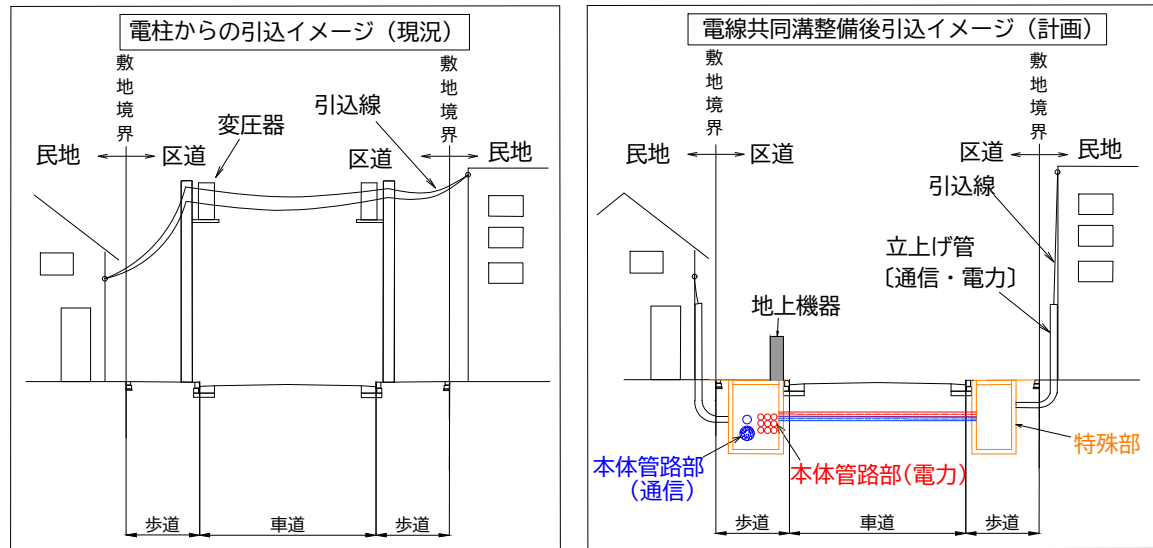 電柱からの引込イメージ（現況）
敷地境界
敷地境界
変圧器
引込線
民地
区道
区道
民地
歩道
車道
歩道
電線共同溝整備後引込イメージ（計画）
敷地境界
敷地境界
民地
区道
区道
民地
引込線
立上げ管
〔通信・電力〕
地上機器
特殊部
本体管路部
（通信）
本体管路部（電力）
歩道
車道
歩道